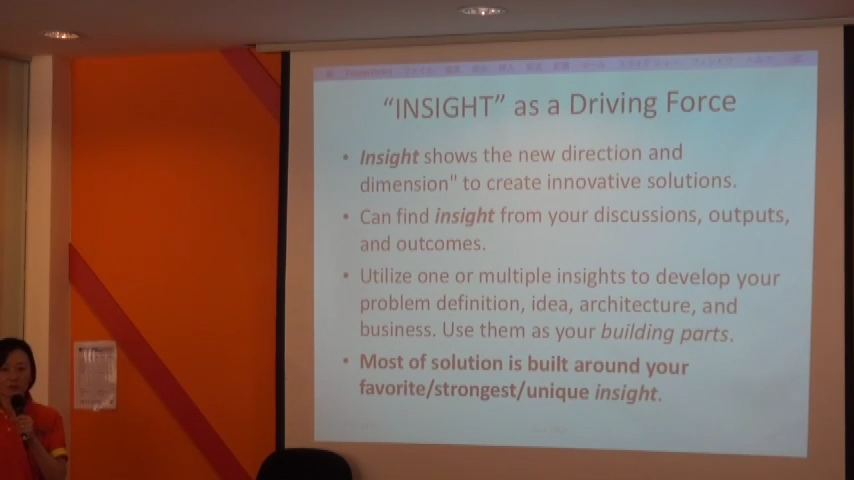 “INSIGHT” as a Driving Force
• Insight shows the new direction and
dimension" to create innovative solutions.
• Can find insight from your discussions, outputs,
and outcomes.
• Utilize one or multiple insights to develop your
problem definition, idea, architecture, and
business. Use them as your building parts.
• Most of solution is built around your
favorite/strongest/unique insight.